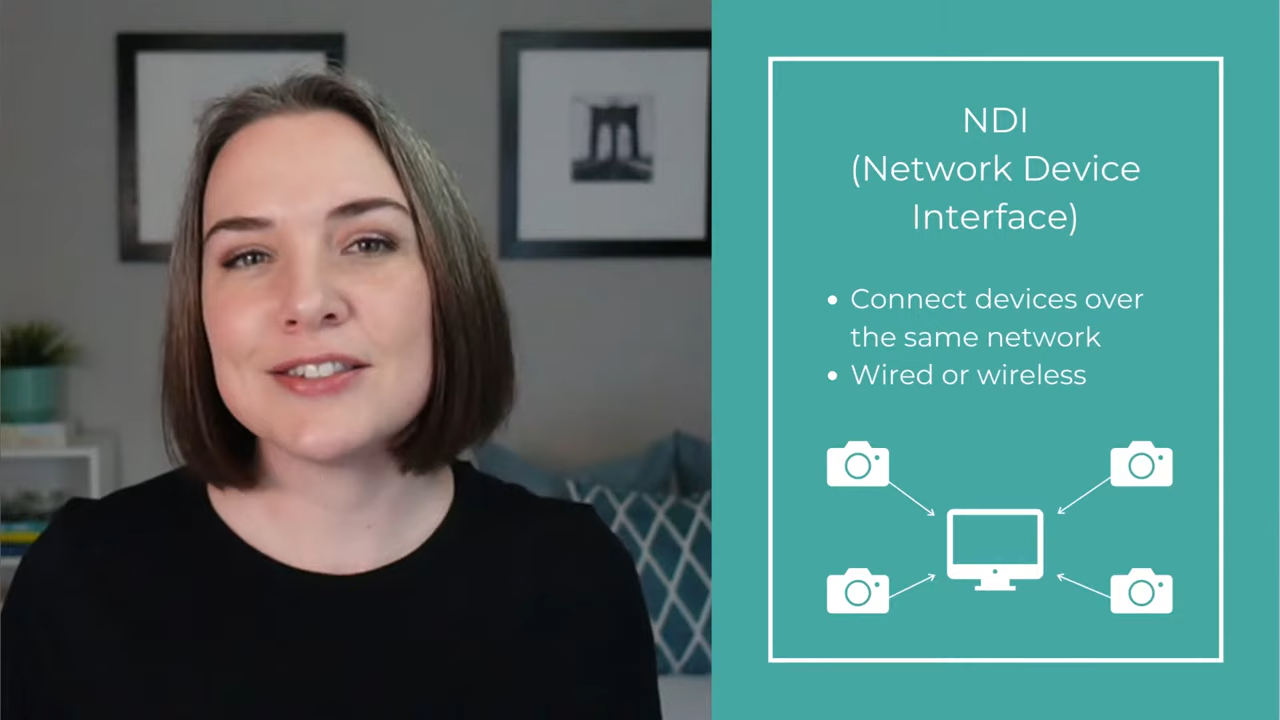 NDI
(Network Device
Interface)
• Connect devices over
the same network
• Wired or wireless